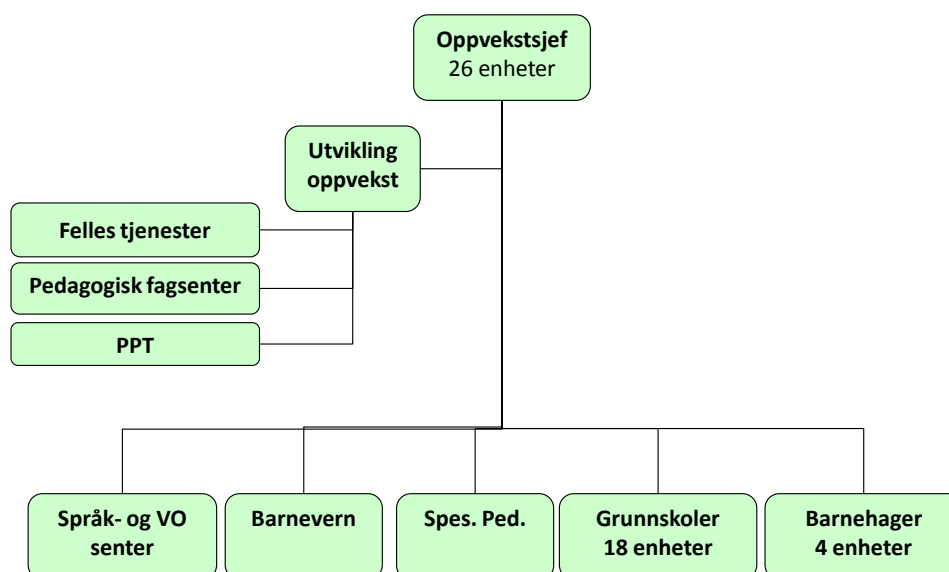 Oppvekstsjef
26 enheter
Utvikling
oppvekst
Felles tjenester
Pedagogisk fagsenter
PPT
Språk- og VO
senter
Barnevern
Spes. Ped.
Grunnskoler
18 enheter
Barnehager
4 enheter